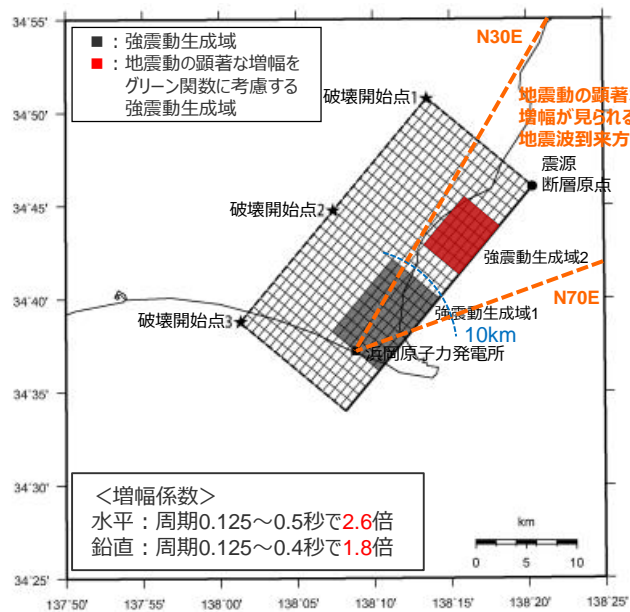 34°55'
34°50'
34°45'
34°40'
34°35'
34°30'
34°25'
■：強震動生成域
■：地震動の顕著な増幅を
グリーン関数に考慮する
強震動生成域
N30E
破壊開始点1
地震動の顕著
増幅が見られる
地震波到来方
震源
断層原点
破壊開始点2
強震動生成域2
N70E
強震動生成域1
破壊開始点3
10km
浜岡原子力発電所
＜増幅係数＞
水平：周期0.125～0.5秒で2.6倍
鉛直：周期0.125～0.4秒で1.8倍
km
0 5 10
137°50' 137°55' 138°00' 138°05' 138°10' 138°15' 138°20' 138°25'